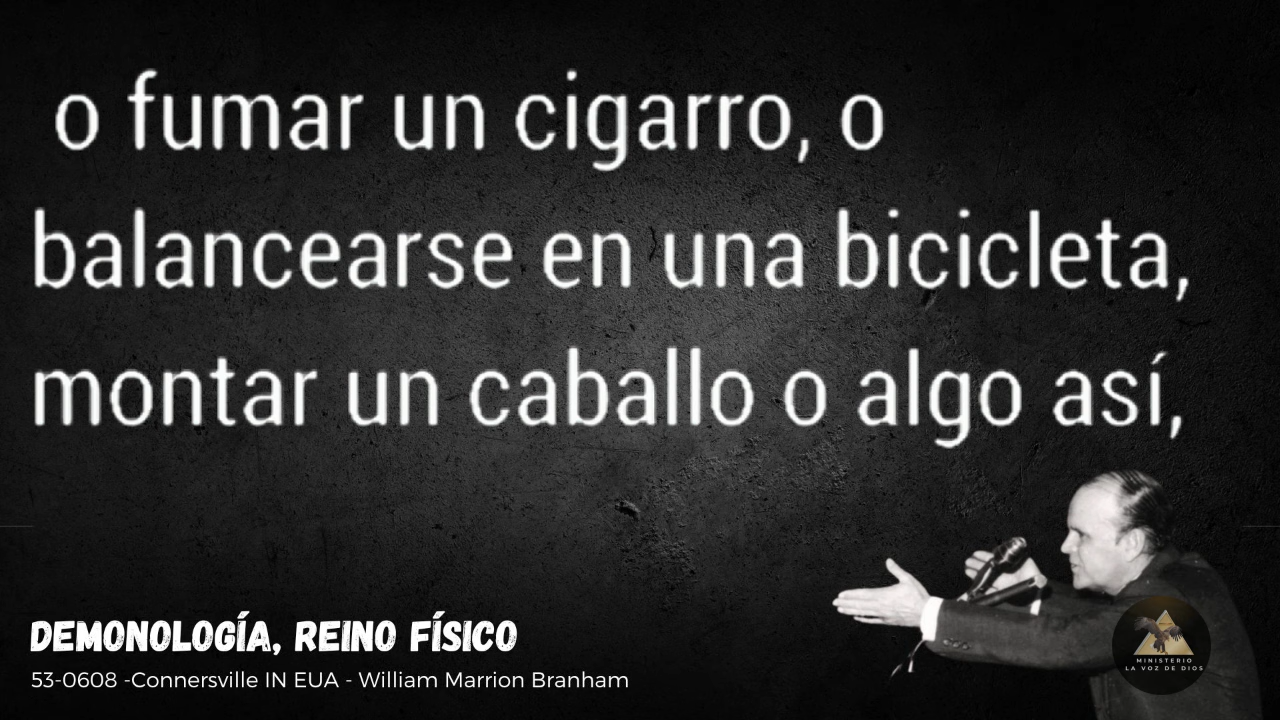 o fumar un cigarro, o
balancearse en una bicicleta,
montar un caballo o algo así,
DEMONOLOGÍA, REINO FÍSICO
53-0608 -Connersville IN EUA - William Marrion Branham
MINISTERIO
LA VOZ DE DIOS